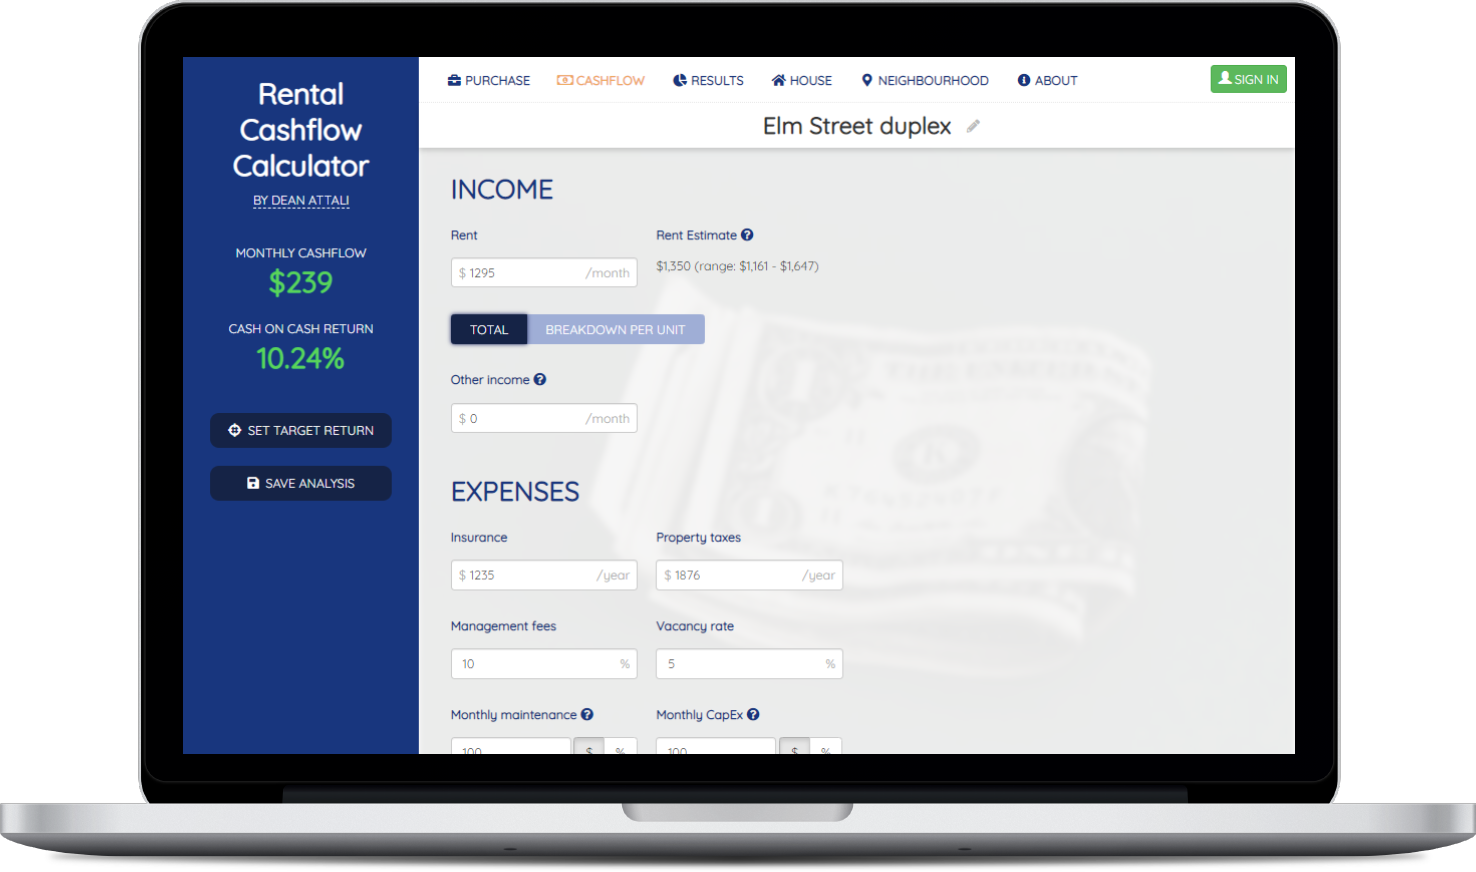 Rental
Cashflow
Calculator
BY DEAN ATTALI
MONTHLY CASHFLOW
$239
CASH ON CASH RETURN
10.24%
SET TARGET RETURN
SAVE ANALYSIS
PURCHASE CASHFLOW RESULTS HOUSE NEIGHBOURHOOD ABOUT SIGN IN
Elm Street duplex
INCOME
Rent Rent Estimate
$ 1295 /month $1,350 (range: $1,161 - $1,647)
TOTAL BREAKDOWN PER UNIT
Other income
$ 0 /month
EXPENSES
Insurance Property taxes
$ 1235 /year $ 1876 /year
Management fees Vacancy rate
10 % 5 %
Monthly maintenance Monthly CapEx
100 $ % 100 $ %